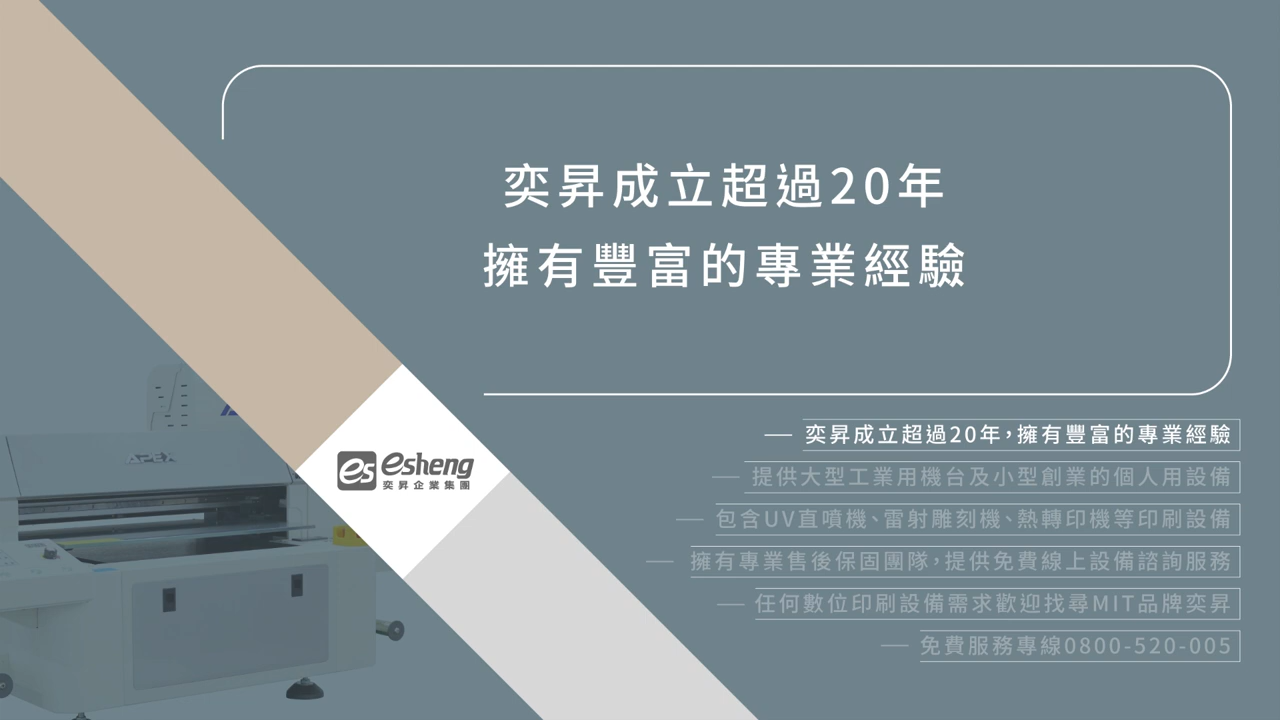 奕昇成立超過20年
擁有豐富的專業經驗
APEX
es esheng
奕昇企業集團
奕昇成立超過20年，擁有豐富的專業經驗
提供大型工業用機台及小型創業的個人用設備
包含UV直噴機、雷射雕刻機、熱轉印機等印刷設備
擁有專業售後保固團隊，提供免費線上設備諮詢服務
任何數位印刷設備需求歡迎找尋MIT品牌奕昇
免費服務專線0800-520-005